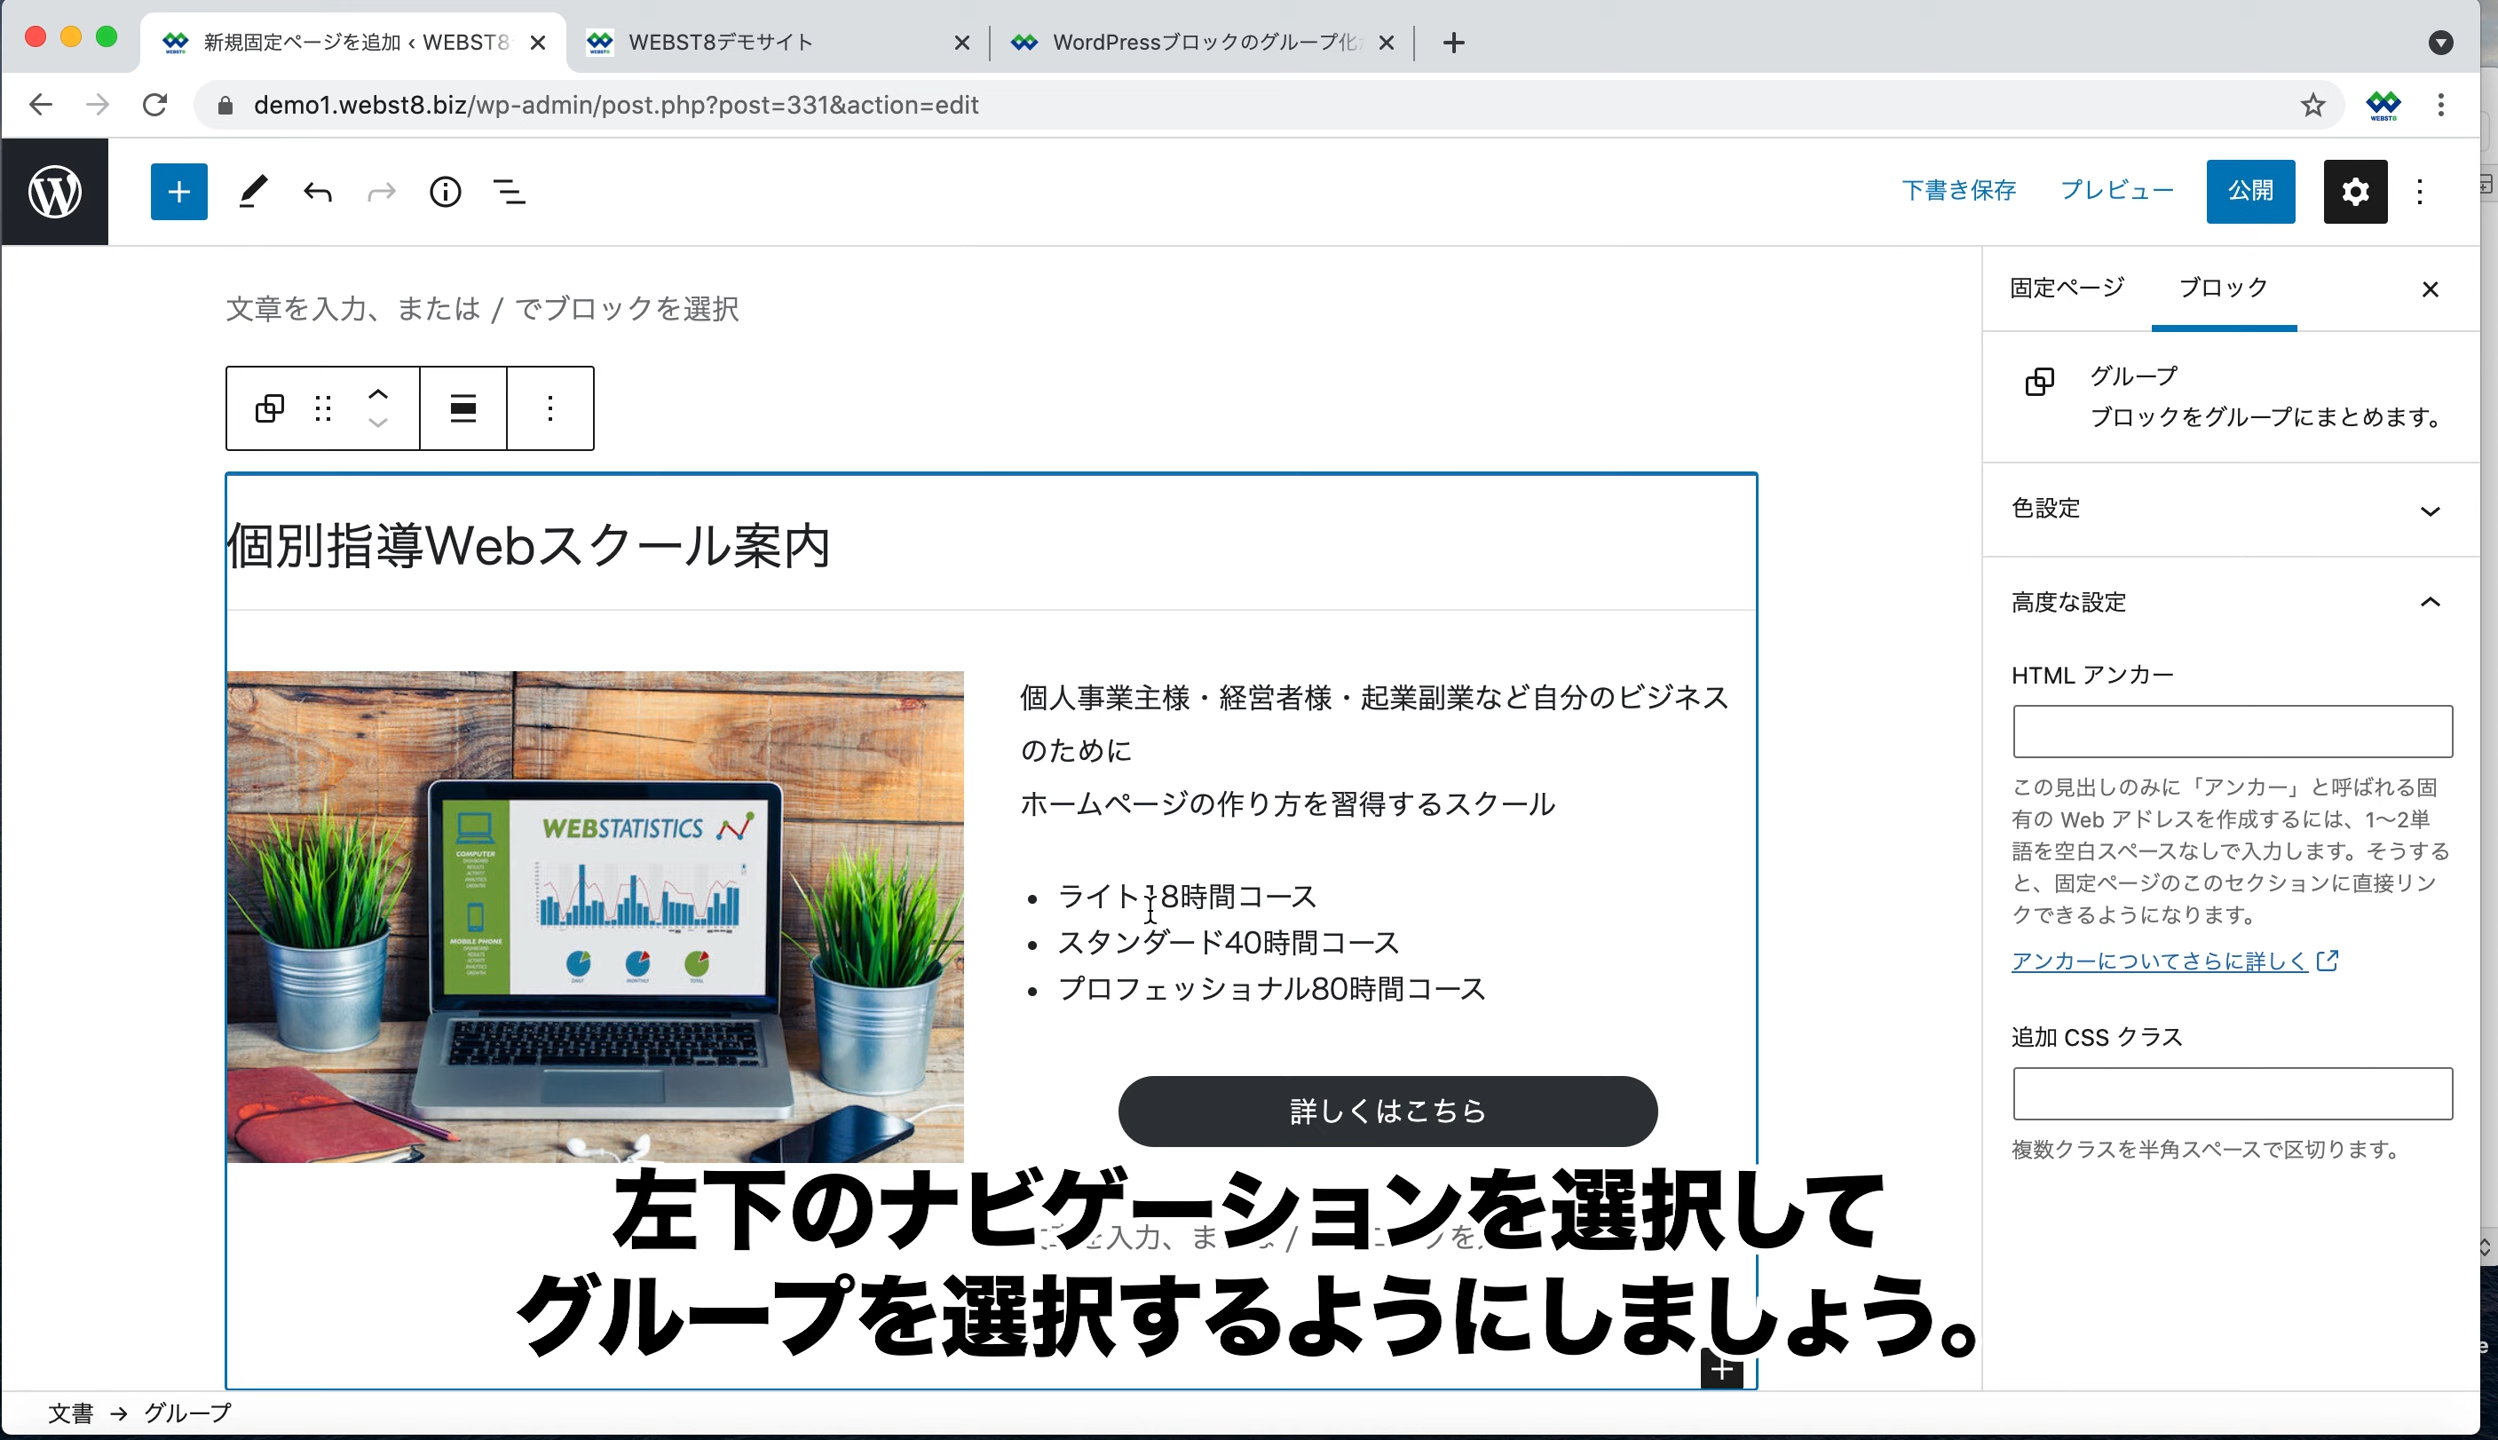 新規固定ページを追加 ‹ WEBST8
WEBST8デモサイト
WordPressブロックのグループ化
demo1.webst8.biz/wp-admin/post.php?post=331&action=edit
下書き保存
プレビュー
公開
文章を入力、または / でブロックを選択
固定ページ
ブロック
グループ
ブロックをグループにまとめます。
色設定
高度な設定
HTML アンカー
この見出しのみに「アンカー」と呼ばれる固
有の Web アドレスを作成するには、1〜2単
語を空白スペースなしで入力します。そうする
と、固定ページのこのセクションに直接リン
クできるようになります。
アンカーについてさらに詳しく
追加 CSS クラス
複数クラスを半角スペースで区切ります。
個別指導Webスクール案内
WEBSTATISTICS
COMPUTER
MOBILE PHONE
個人事業主様・経営者様・起業副業など自分のビジネス
のために
ホームページの作り方を習得するスクール
ライト18時間コース
スタンダード40時間コース
プロフェッショナル80時間コース
詳しくはこちら
左下のナビゲーションを選択して
グループを選択するようにしましょう。
文書 → グループ